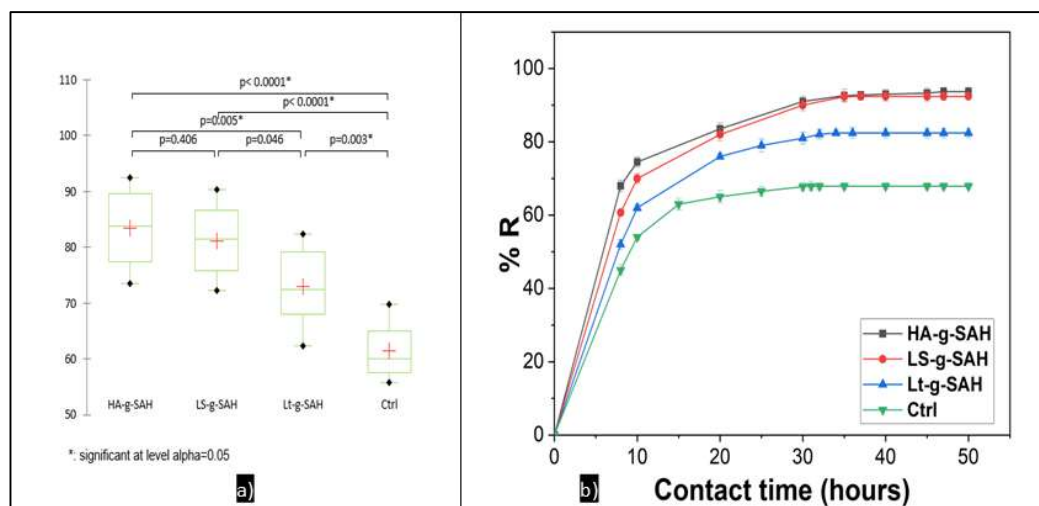 p< 0.0001*
p< 0.0001*
p=0.005*
p=0.406
p=0.046
p=0.003*
110
100
90
80
70
60
50
HA-g-SAH
LS-g-SAH
Lt-g-SAH
Ctrl
*: significant at level alpha=0.05
a)
% R
100
80
60
40
20
0
HA-g-SAH
LS-g-SAH
Lt-g-SAH
Ctrl
0 10 20 30 40 50
b)
Contact time (hours)